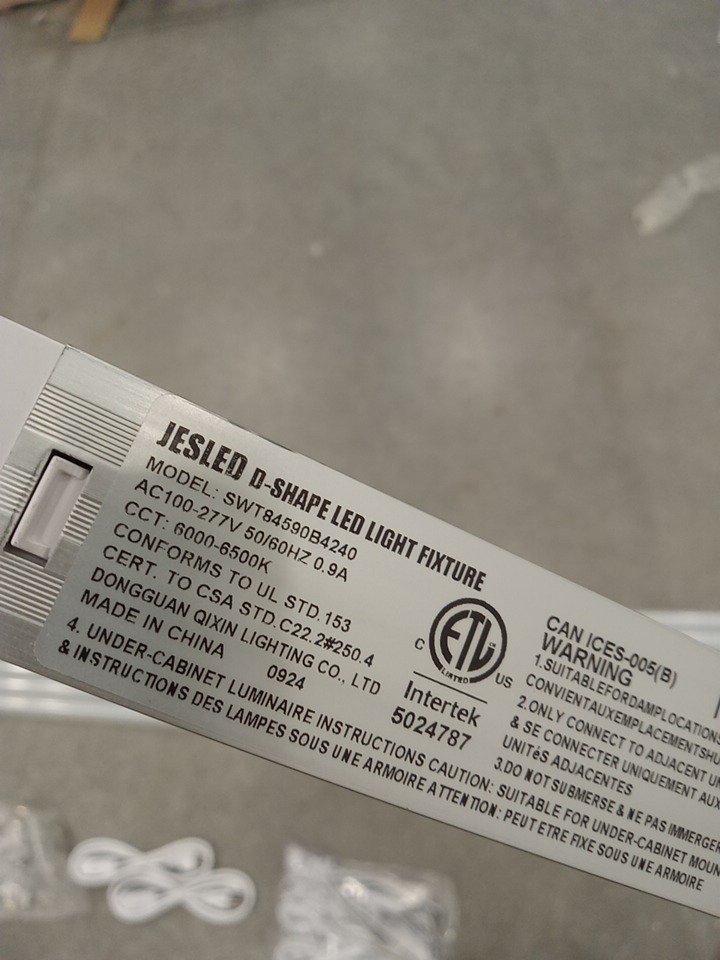 JESLED D-SHAPE LED LIGHT FIXTURE
MODEL: SWT84590B4240
AC100-277V 50/60HZ 0.9A
CCT: 6000-6500K
CONFORMS TO UL STD.153
CERT. TO CSA STD.C22.2#250.4
DONGGUAN QIXIN LIGHTING CO., LTD
MADE IN CHINA 0924
4. UNDER-CABINET LUMINAIRE INSTRUCTIONS CAUTION: SUITABLE FOR UNDER-CABINET MOUN
& INSTRUCTIONS DES LAMPES SOUS UNE ARMOIRE ATTENTION: PEUT ETRE FIXE SOUS UNE ARMOIRE
C ETL US
LISTED
Intertek
5024787
CAN ICES-005(B)
WARNING
1.SUITABLEFORDAMPLOCATIONS
CONVIENTAUXEMPLACEMENTSHU
2.ONLY CONNECT TO ADJACENT U
& SE CONNECTER UNIQUEMENT AUX
UNITéS ADJACENTES
3.DO NOT SUBMERSE & NE PAS IMMERGER